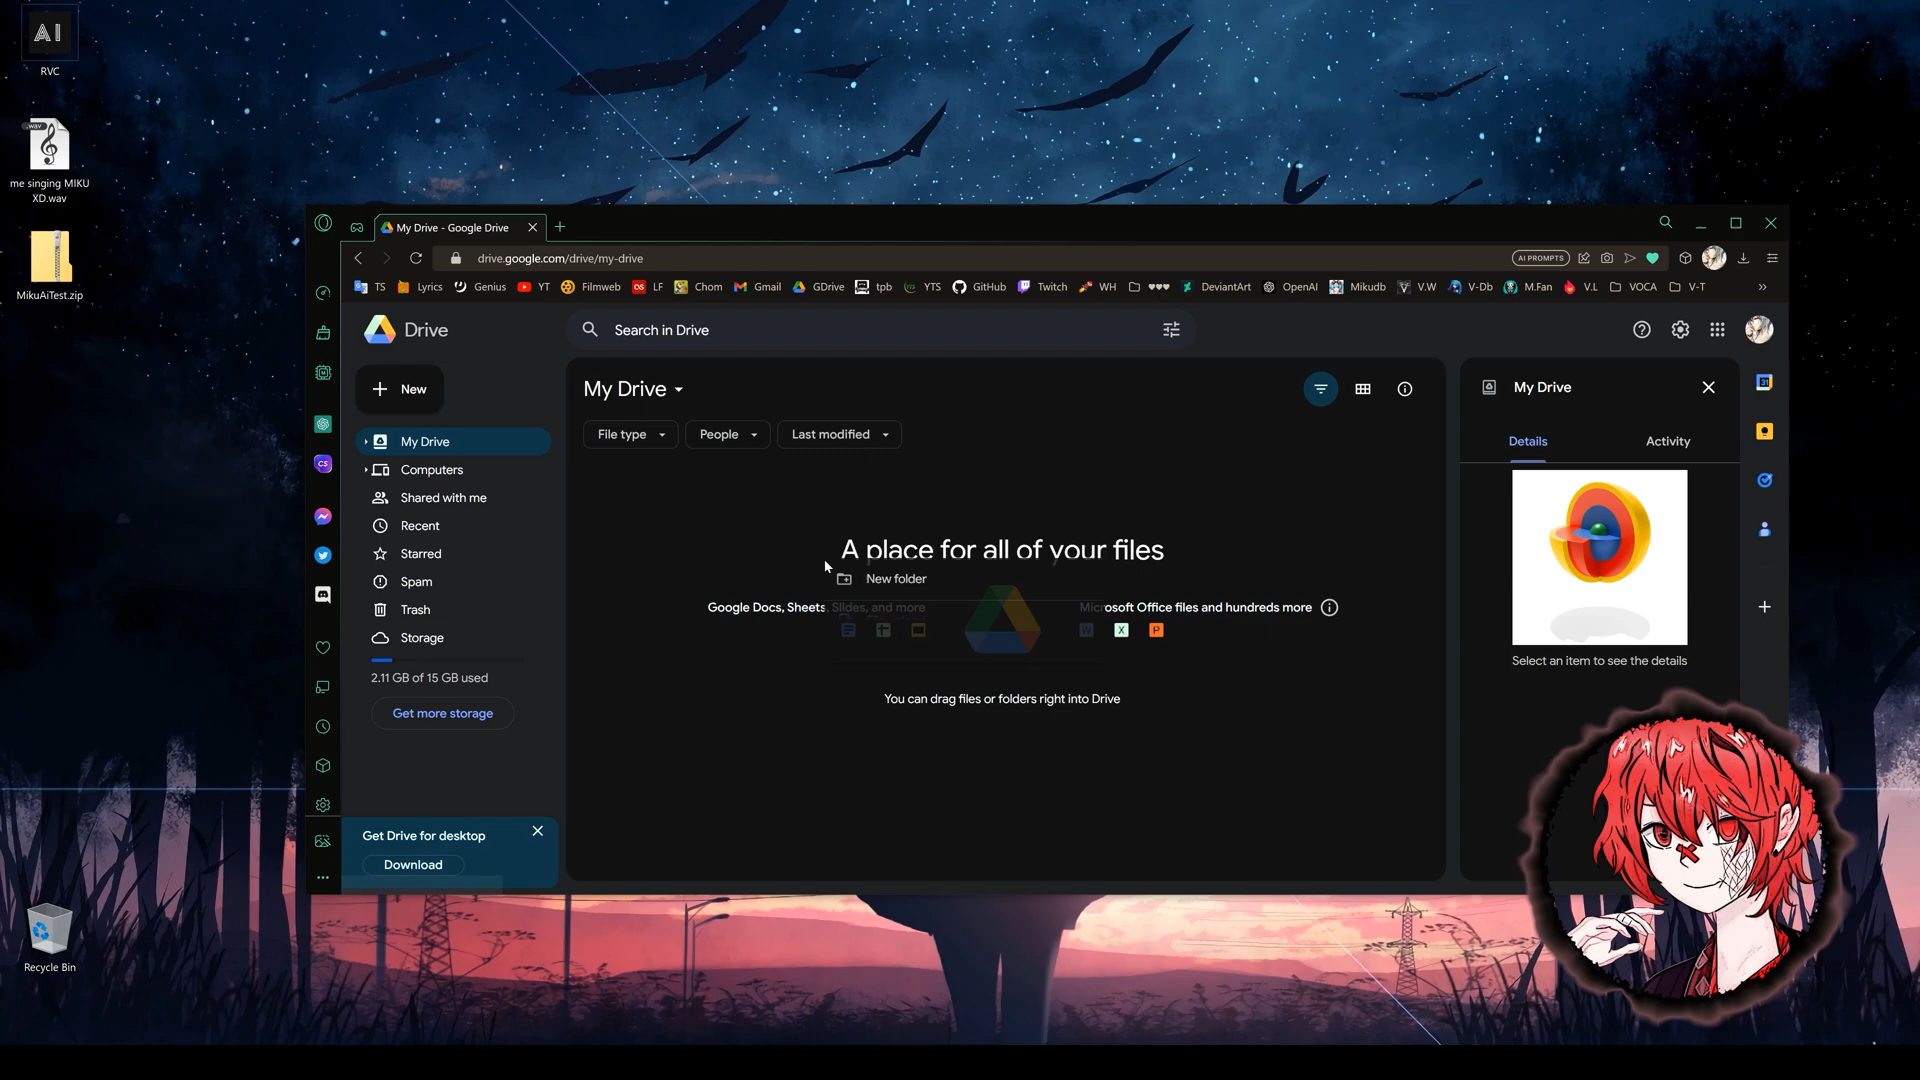 AI
RVC
.wav
me singing MIKU
XD.wav
MikuAiTest.zip
Recycle Bin
My Drive - Google Drive
drive.google.com/drive/my-drive
AI PROMPTS
TS
Lyrics
Genius
YT
Filmweb
LF
Chom
Gmail
GDrive
tpb
YTS
GitHub
Twitch
WH
♥♥♥
DeviantArt
OpenAI
Mikudb
V.W
V-Db
M.Fan
V.L
VOCA
V-T
Drive
Search in Drive
New
My Drive
Computers
Shared with me
Recent
Starred
Spam
Trash
Storage
2.11 GB of 15 GB used
Get more storage
Get Drive for desktop
Download
My Drive
File type
People
Last modified
A place for all of your files
New folder
Google Docs, Sheets, Slides, and more
Microsoft Office files and hundreds more
You can drag files or folders right into Drive
My Drive
Details
Activity
Select an item to see the details